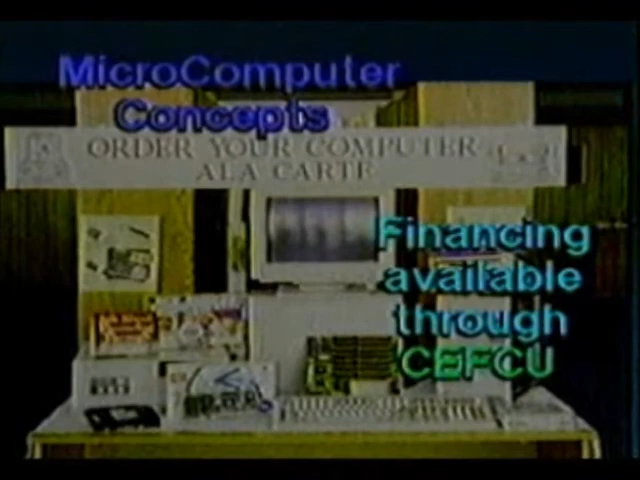 MicroComputer
Concepts
ORDER YOUR COMPUTER
ALA CARTE
Financing
available
through
CEFCU